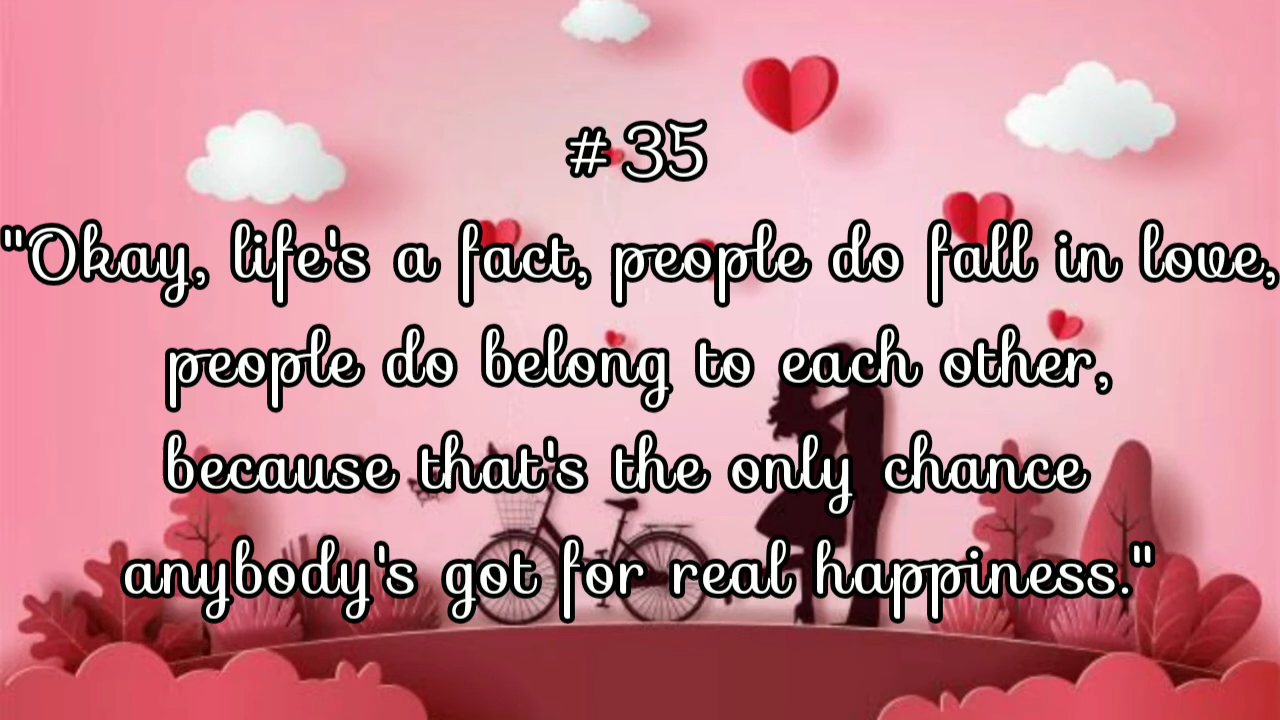 # 35
"Okay, life's a fact, people do fall in love,
people do belong to each other,
because that's the only chance
anybody's got for real happiness."